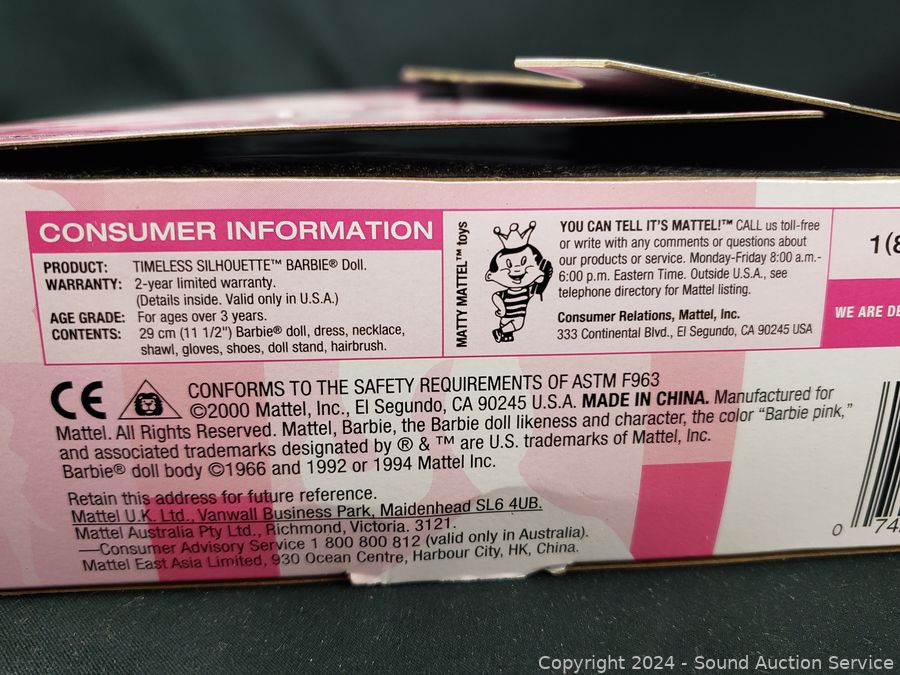 CONSUMER INFORMATION
PRODUCT: TIMELESS SILHOUETTE™ BARBIE® Doll.
WARRANTY: 2-year limited warranty.
(Details inside. Valid only in U.S.A.)
AGE GRADE: For ages over 3 years.
CONTENTS: 29 cm (11 1/2") Barbie® doll, dress, necklace,
shawl, gloves, shoes, doll stand, hairbrush.
MATTY MATTEL™ toys
YOU CAN TELL IT'S MATTEL!™ CALL us toll-free
or write with any comments or questions about
our products or service. Monday-Friday 8:00 a.m.-
6:00 p.m. Eastern Time. Outside U.S.A., see
telephone directory for Mattel listing.
Consumer Relations, Mattel, Inc.
333 Continental Blvd., El Segundo, CA 90245 USA
1(8
WE ARE DE
CE CONFORMS TO THE SAFETY REQUIREMENTS OF ASTM F963
©2000 Mattel, Inc., El Segundo, CA 90245 U.S.A. MADE IN CHINA. Manufactured for
Mattel. All Rights Reserved. Mattel, Barbie, the Barbie doll likeness and character, the color "Barbie pink,"
and associated trademarks designated by ® & ™ are U.S. trademarks of Mattel, Inc.
Barbie® doll body ©1966 and 1992 or 1994 Mattel Inc.
Retain this address for future reference.
Mattel U.K. Ltd., Vanwall Business Park, Maidenhead SL6 4UB.
Mattel Australia Pty Ltd., Richmond, Victoria. 3121.
—Consumer Advisory Service 1 800 800 812 (valid only in Australia).
Mattel East Asia Limited, 930 Ocean Centre, Harbour City, HK, China.
0 74
Copyright 2024 - Sound Auction Service